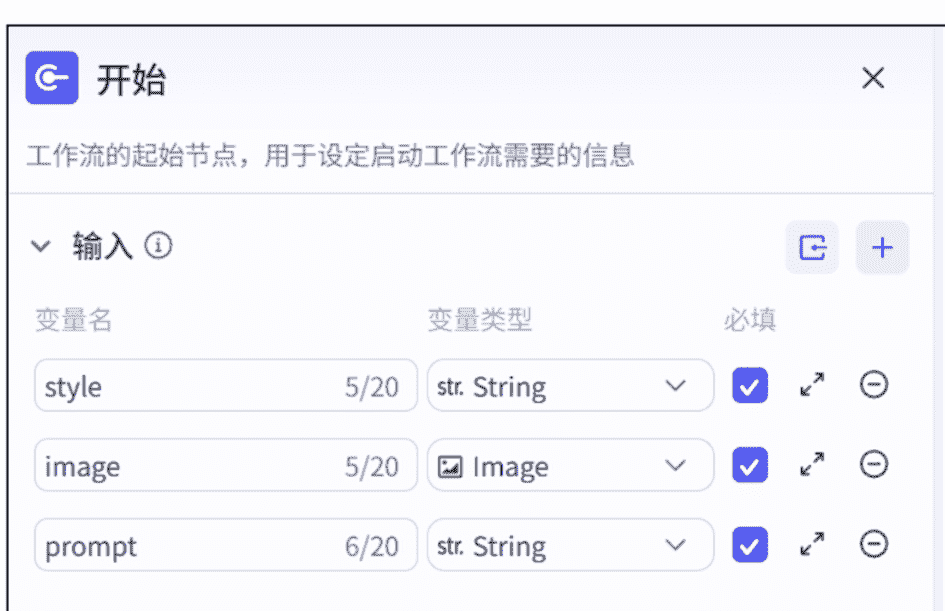 开始
工作流的起始节点，用于设定启动工作流需要的信息
输入
变量名 变量类型 必填
style 5/20 str. String
image 5/20 Image
prompt 6/20 str. String